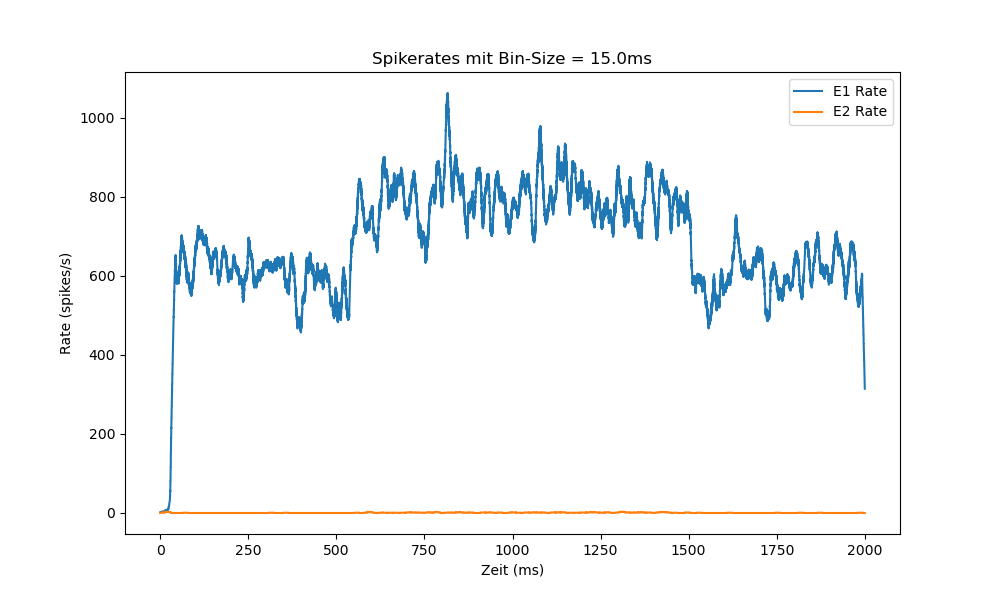 Spikerates mit Bin-Size = 15.0ms
E1 Rate
E2 Rate
Rate (spikes/s)
1000
800
600
400
200
0
0 250 500 750 1000 1250 1500 1750 2000
Zeit (ms)